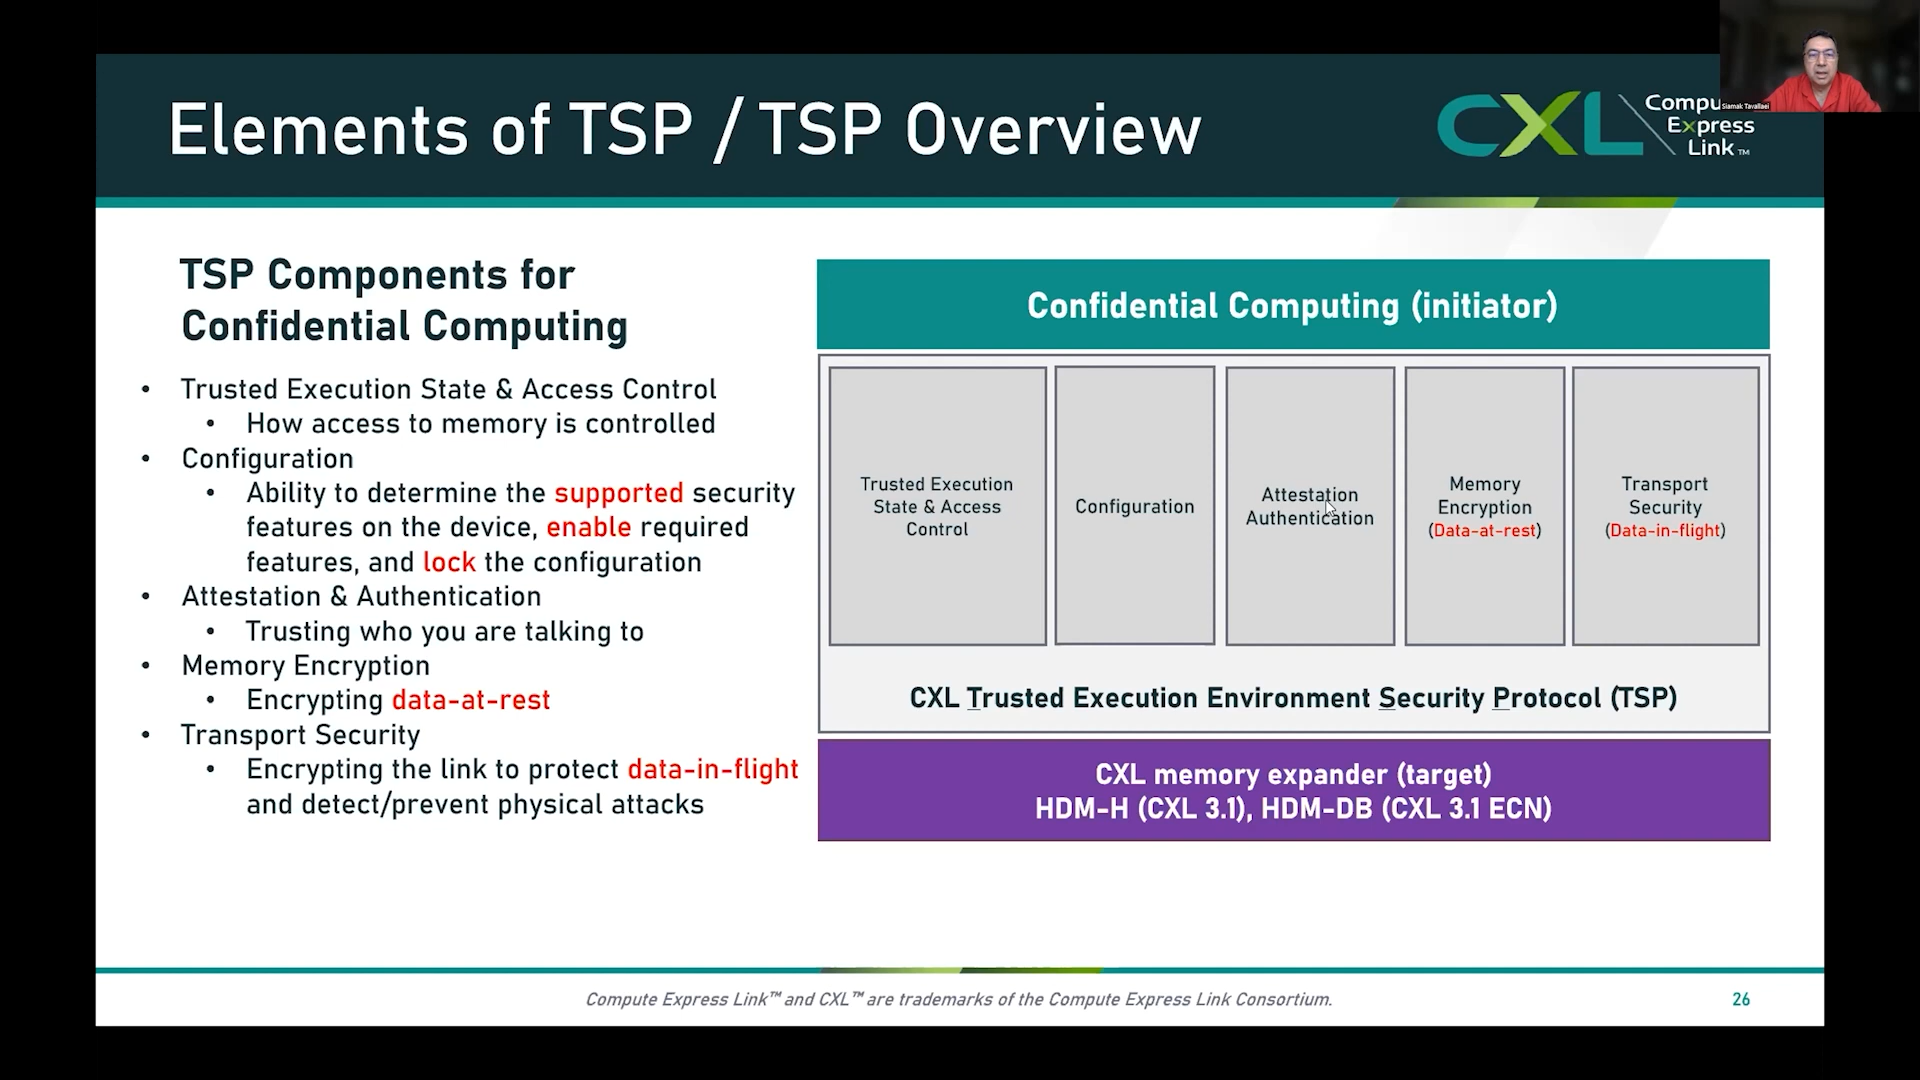 Elements of TSP / TSP Overview
CXL
Compu
Express
Link™
Siamak Tavallaei
TSP Components for
Confidential Computing
• Trusted Execution State & Access Control
• How access to memory is controlled
• Configuration
• Ability to determine the supported security
features on the device, enable required
features, and lock the configuration
• Attestation & Authentication
• Trusting who you are talking to
• Memory Encryption
• Encrypting data-at-rest
• Transport Security
• Encrypting the link to protect data-in-flight
and detect/prevent physical attacks
Confidential Computing (initiator)
Trusted Execution
State & Access
Control
Configuration
Attestation
Authentication
Memory
Encryption
(Data-at-rest)
Transport
Security
(Data-in-flight)
CXL Trusted Execution Environment Security Protocol (TSP)
CXL memory expander (target)
HDM-H (CXL 3.1), HDM-DB (CXL 3.1 ECN)
Compute Express Link™ and CXL™ are trademarks of the Compute Express Link Consortium.
26